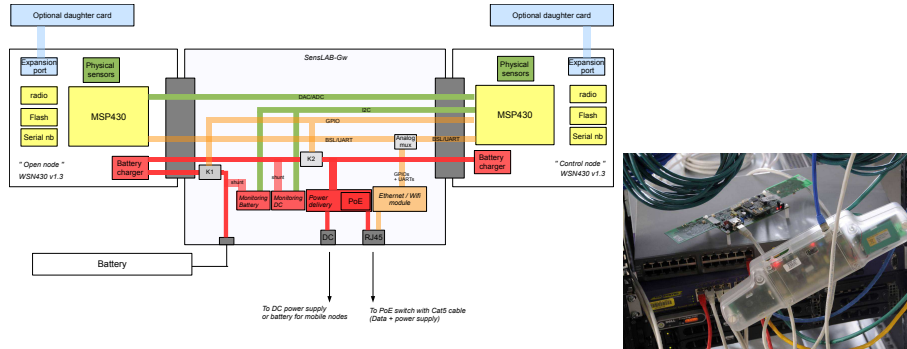 Optional daughter card
Optional daughter card
SensLAB-Gw
Expansion
port
Physical
sensors
radio
Flash
Serial nb
MSP430
" Open node "
WSN430 v1.3
Battery
charger
DAC/ADC
I2C
GPIO
BSL/UART
BSL/UART
Analog
mux
K1
K2
shunt
shunt
GPIOs
+ UARTs
Monitoring
Battery
Monitoring
DC
Power
delivery
PoE
Ethernet / Wifi
module
DC
RJ45
Physical
sensors
Expansion
port
MSP430
radio
Flash
Serial nb
Battery
charger
" Control node "
WSN430 v1.3
Battery
To DC power supply
or battery for mobile nodes
To PoE switch with Cat5 cable
(Data + power supply)